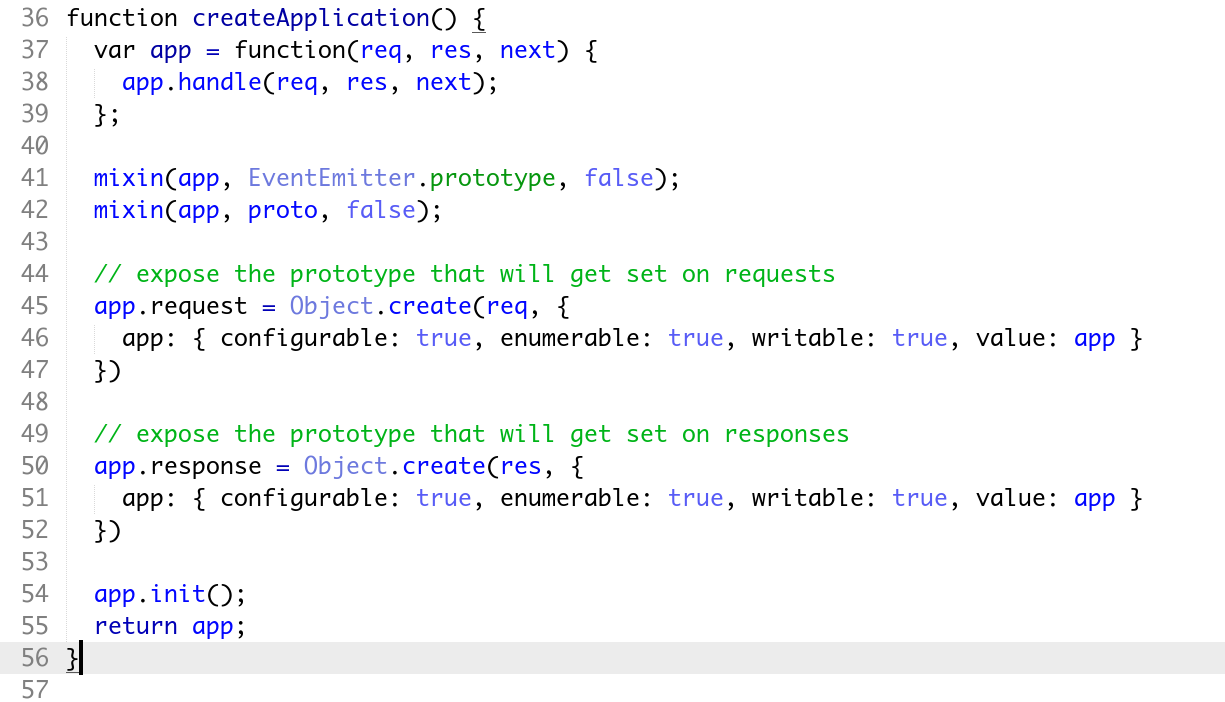 36 function createApplication() {
37   var app = function(req, res, next) {
38     app.handle(req, res, next);
39   };
40
41   mixin(app, EventEmitter.prototype, false);
42   mixin(app, proto, false);
43
44   // expose the prototype that will get set on requests
45   app.request = Object.create(req, {
46     app: { configurable: true, enumerable: true, writable: true, value: app }
47   })
48
49   // expose the prototype that will get set on responses
50   app.response = Object.create(res, {
51     app: { configurable: true, enumerable: true, writable: true, value: app }
52   })
53
54   app.init();
55   return app;
56 }
57